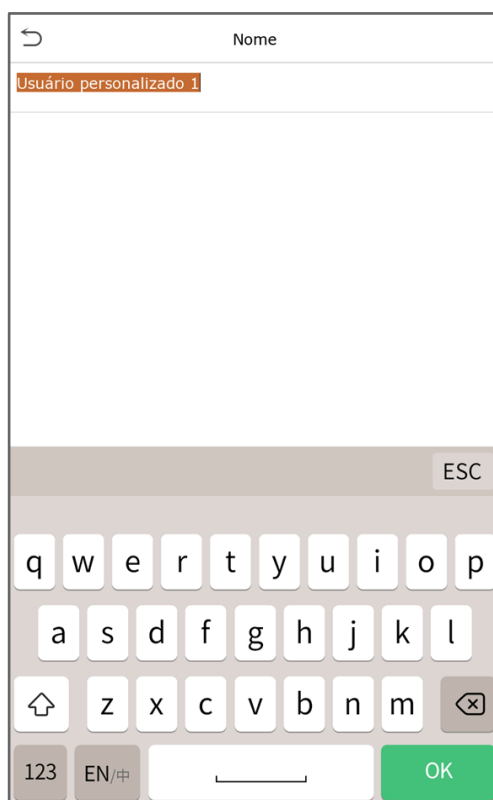 Nome
Usuário personalizado 1
ESC
q w e r t y u i o p
a s d f g h j k l
z x c v b n m
123 EN/中 OK